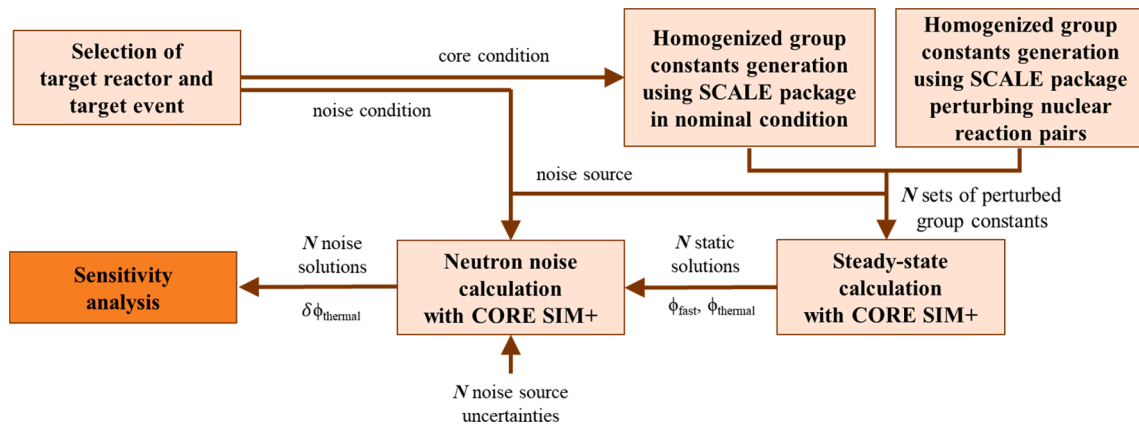 Selection of
target reactor and
target event
core condition
noise condition
Homogenized group
constants generation
using SCALE package
in nominal condition
Homogenized group
constants generation
using SCALE package
perturbing nuclear
reaction pairs
noise source
N sets of perturbed
group constants
Sensitivity
analysis
N noise
solutions
δϕthermal
Neutron noise
calculation
with CORE SIM+
N static
solutions
ϕfast, ϕthermal
Steady-state
calculation
with CORE SIM+
N noise source
uncertainties